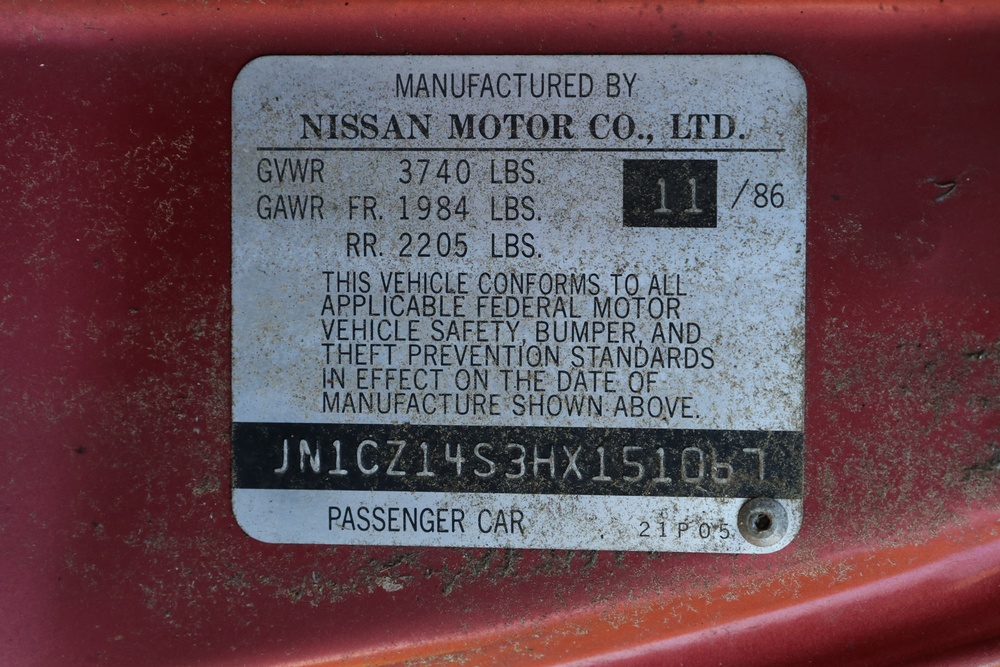 MANUFACTURED BY
NISSAN MOTOR CO., LTD.
GVWR 3740 LBS. 11 /86
GAWR FR. 1984 LBS.
RR. 2205 LBS.
THIS VEHICLE CONFORMS TO ALL
APPLICABLE FEDERAL MOTOR
VEHICLE SAFETY, BUMPER, AND
THEFT PREVENTION STANDARDS
IN EFFECT ON THE DATE OF
MANUFACTURE SHOWN ABOVE.
JN1CZ14S3HX151067
PASSENGER CAR 21P05